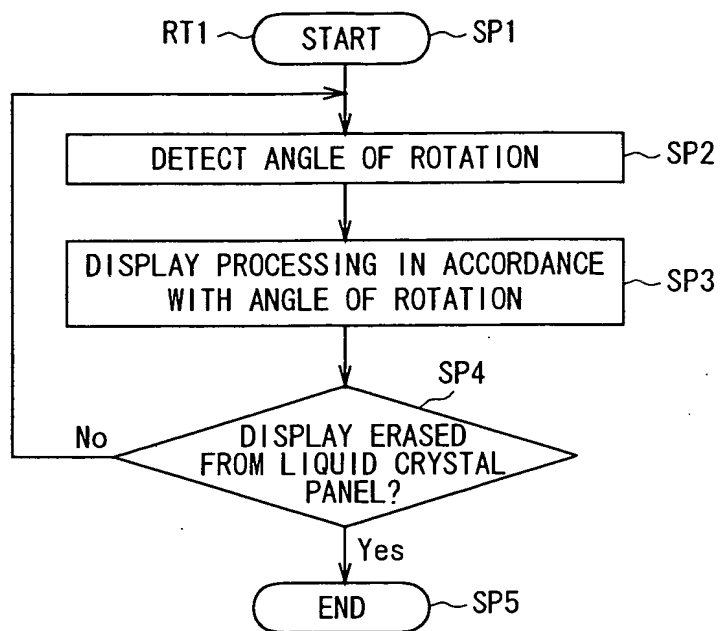 RT1 START SP1
DETECT ANGLE OF ROTATION SP2
DISPLAY PROCESSING IN ACCORDANCE
WITH ANGLE OF ROTATION SP3
SP4
No
DISPLAY ERASED
FROM LIQUID CRYSTAL
PANEL?
Yes
END SP5